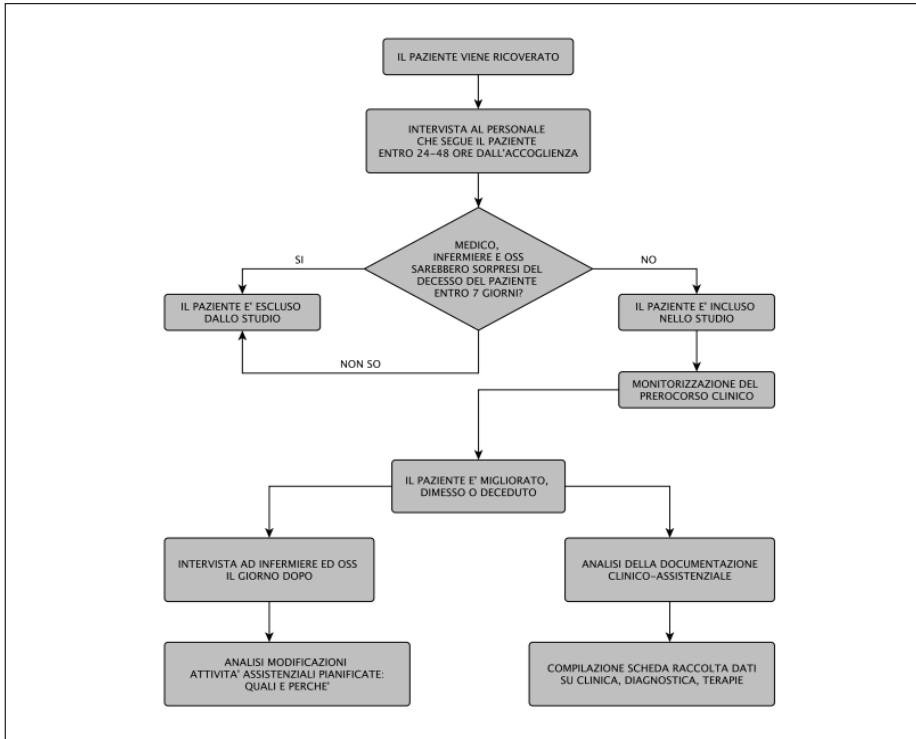 IL PAZIENTE VIENE RICOVERATO
INTERVISTA AL PERSONALE
CHE SEGUE IL PAZIENTE
ENTRO 24-48 ORE DALL'ACCOGLIENZA
MEDICO,
INFERMIERE E OSS
SAREBBERO SORPRESI DEL
DECESSO DEL PAZIENTE
ENTRO 7 GIORNI?
SI
NO
IL PAZIENTE E' ESCLUSO
DALLO STUDIO
IL PAZIENTE E' INCLUSO
NELLO STUDIO
NON SO
MONITORIZZAZIONE DEL
PREROCORSO CLINICO
IL PAZIENTE E' MIGLIORATO,
DIMESSO O DECEDUTO
INTERVISTA AD INFERMIERE ED OSS
IL GIORNO DOPO
ANALISI DELLA DOCUMENTAZIONE
CLINICO-ASSISTENZIALE
ANALISI MODIFICAZIONI
ATTIVITA' ASSISTENZIALI PIANIFICATE:
QUALI E PERCHE'
COMPILAZIONE SCHEDA RACCOLTA DATI
SU CLINICA, DIAGNOSTICA, TERAPIE